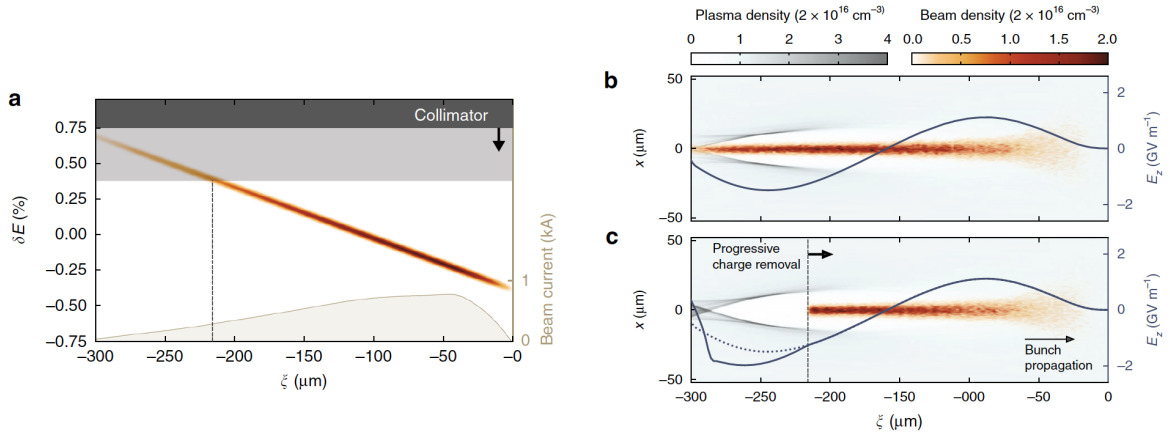 Plasma density (2 × 10¹⁶ cm⁻³)
Beam density (2 × 10¹⁶ cm⁻³)
0 1 2 3 4
0.0 0.5 1.0 1.5 2.0
a
Collimator
0.75
0.50
0.25
0.00
−0.25
−0.50
−0.75
δE (%)
1
0
Beam current (kA)
−300 −250 −200 −150 −100 −50 −0
ξ (μm)
b
50
0
−50
x (μm)
2
0
−2
E_z (GV m⁻¹)
c
Progressive
charge removal
Bunch
propagation
50
0
−50
x (μm)
2
0
−2
E_z (GV m⁻¹)
−300 −250 −200 −150 −000 −50 0
ξ (μm)